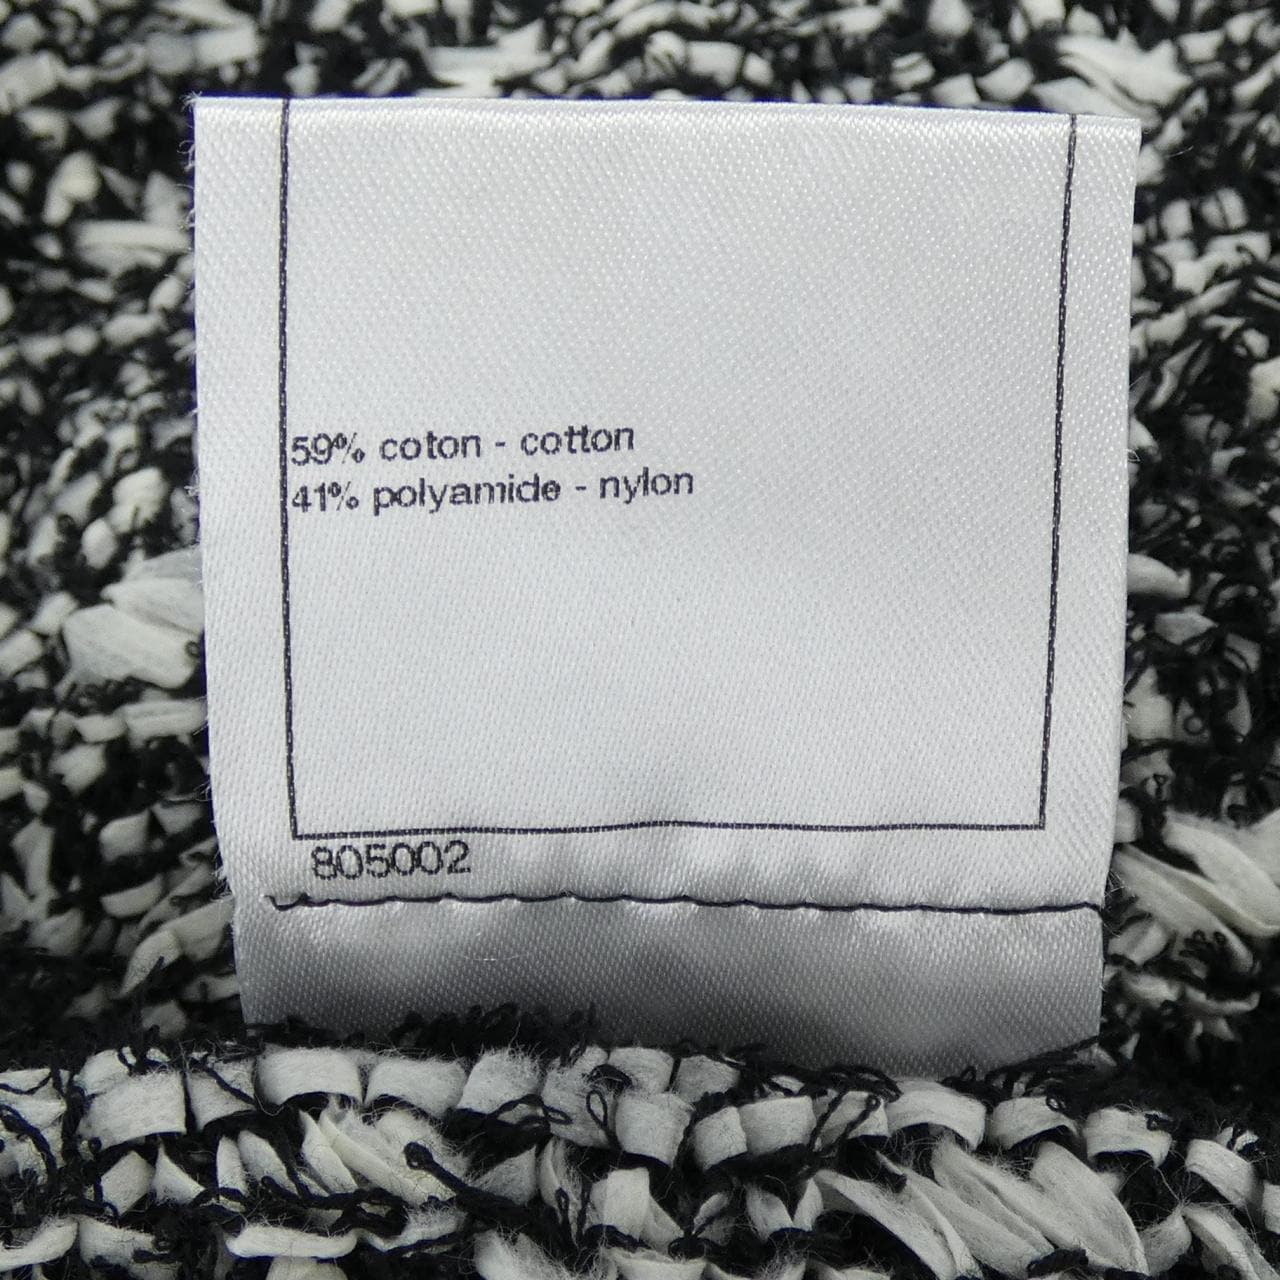 59% coton - cotton
41% polyamide - nylon
805002